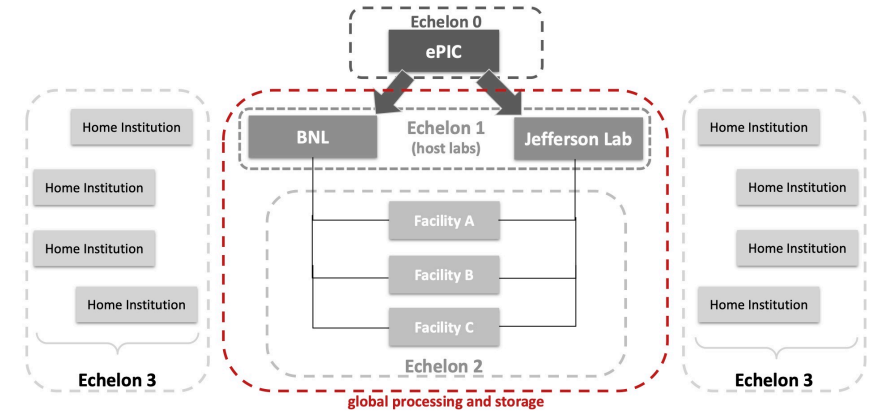 Echelon 0
ePIC
BNL
Echelon 1
(host labs)
Jefferson Lab
Facility A
Facility B
Facility C
Echelon 2
global processing and storage
Home Institution
Home Institution
Home Institution
Home Institution
Echelon 3
Home Institution
Home Institution
Home Institution
Home Institution
Echelon 3